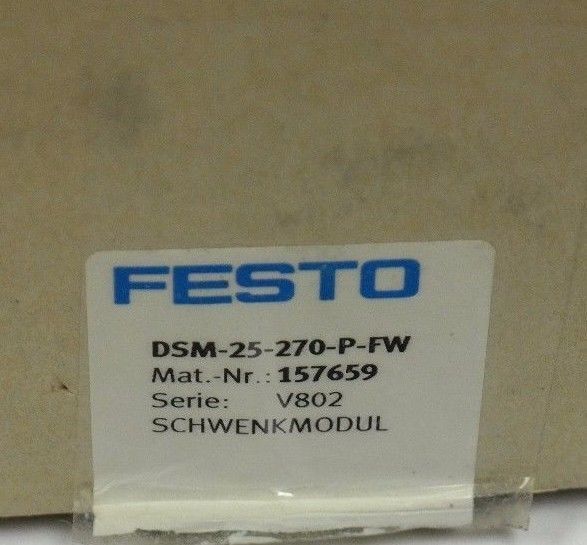 FESTO
DSM-25-270-P-FW
Mat.-Nr.: 157659
Serie: V802
SCHWENKMODUL